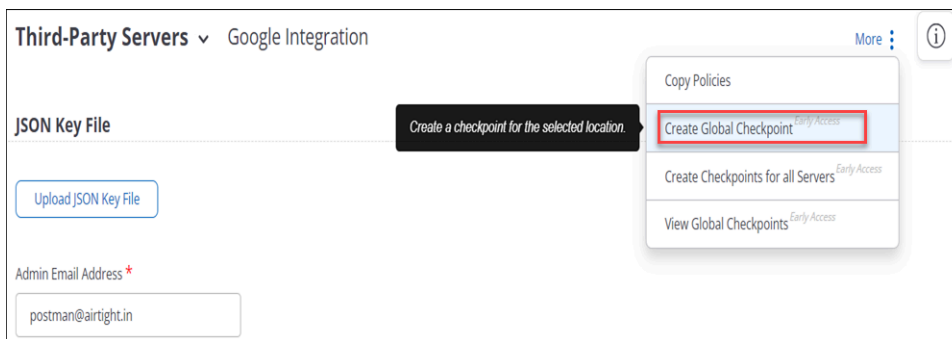 Third-Party Servers Google Integration
More
Copy Policies
JSON Key File
Create a checkpoint for the selected location.
Create Global Checkpoint Early Access
Create Checkpoints for all Servers Early Access
Upload JSON Key File
View Global Checkpoints Early Access
Admin Email Address *
postman@airtight.in